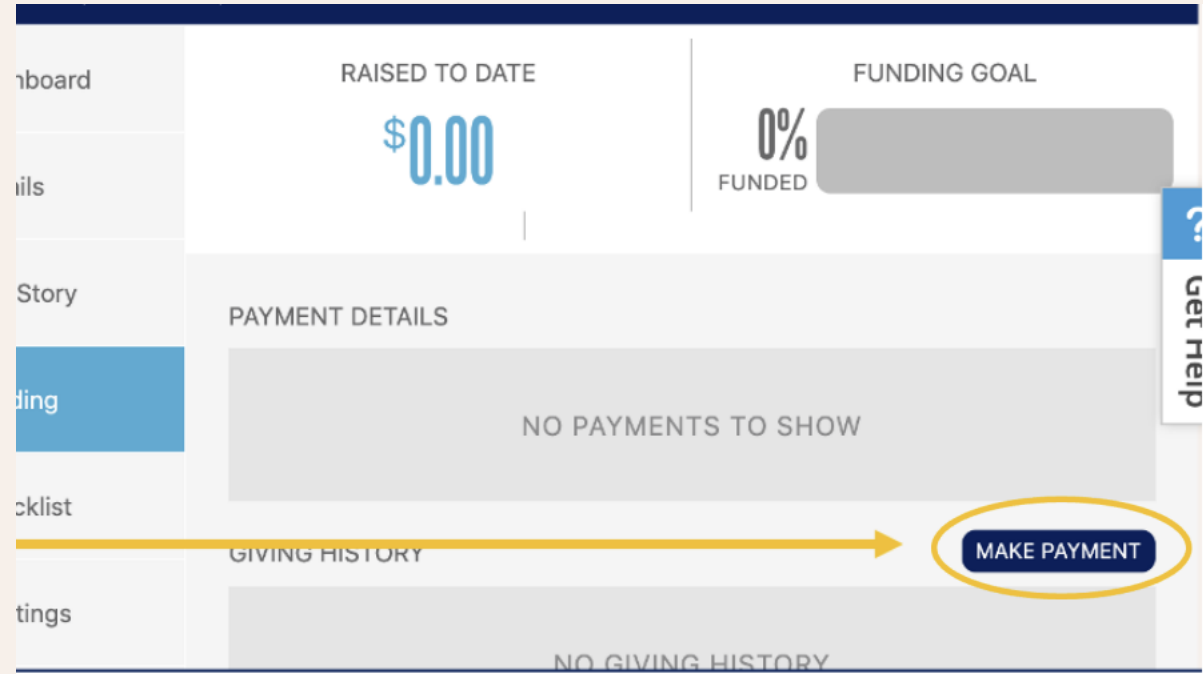 RAISED TO DATE
FUNDING GOAL
$0.00
0%
FUNDED
nboard
ils
Story
ding
cklist
tings
PAYMENT DETAILS
NO PAYMENTS TO SHOW
GIVING HISTORY
MAKE PAYMENT
NO GIVING HISTORY
?
Get Help